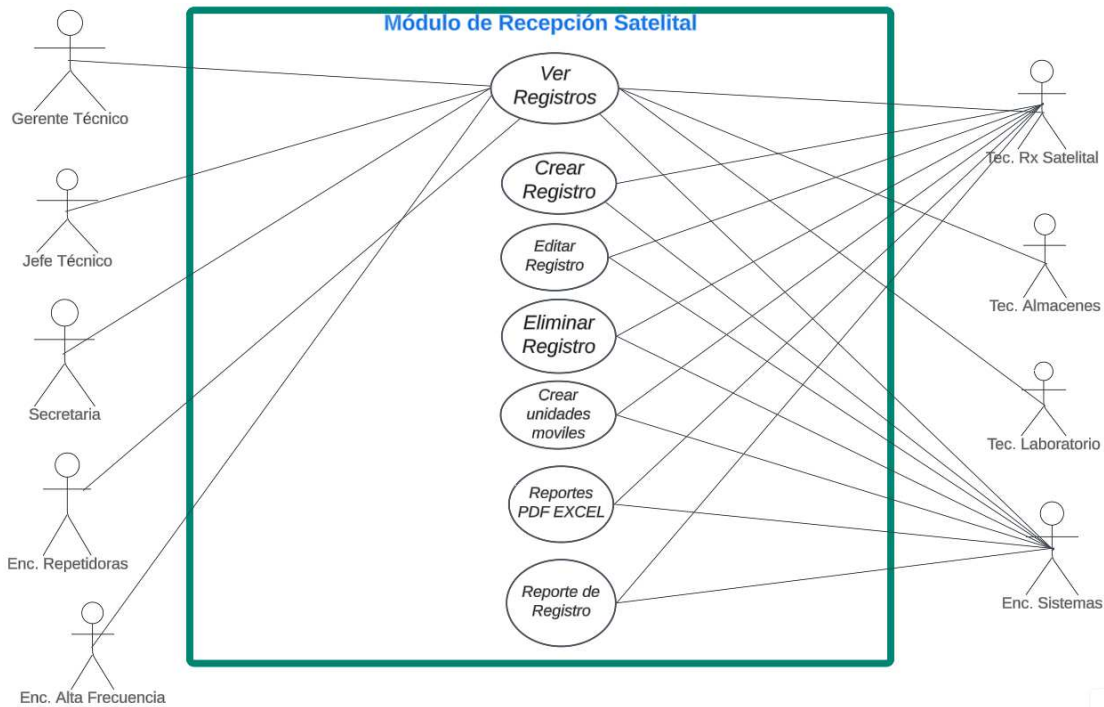 Módulo de Recepción Satelital
Gerente Técnico
Jefe Técnico
Secretaria
Enc. Repetidoras
Enc. Alta Frecuencia
Ver
Registros
Crear
Registro
Editar
Registro
Eliminar
Registro
Crear
unidades
moviles
Reportes
PDF EXCEL
Reporte de
Registro
Tec. Rx Satelital
Tec. Almacenes
Tec. Laboratorio
Enc. Sistemas